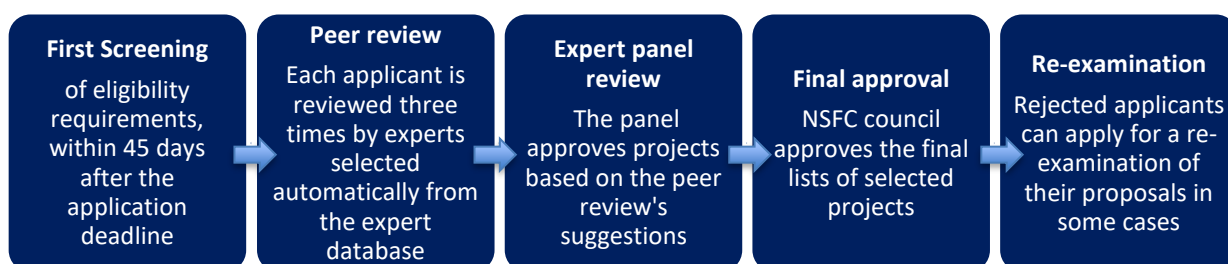 First Screening
of eligibility
requirements,
within 45 days
after the
application
deadline
Peer review
Each applicant is
reviewed three
times by experts
selected
automatically from
the expert
database
Expert panel
review
The panel
approves projects
based on the peer
review's
suggestions
Final approval
NSFC council
approves the final
lists of selected
projects
Re-examination
Rejected applicants
can apply for a re-
examination of
their proposals in
some cases